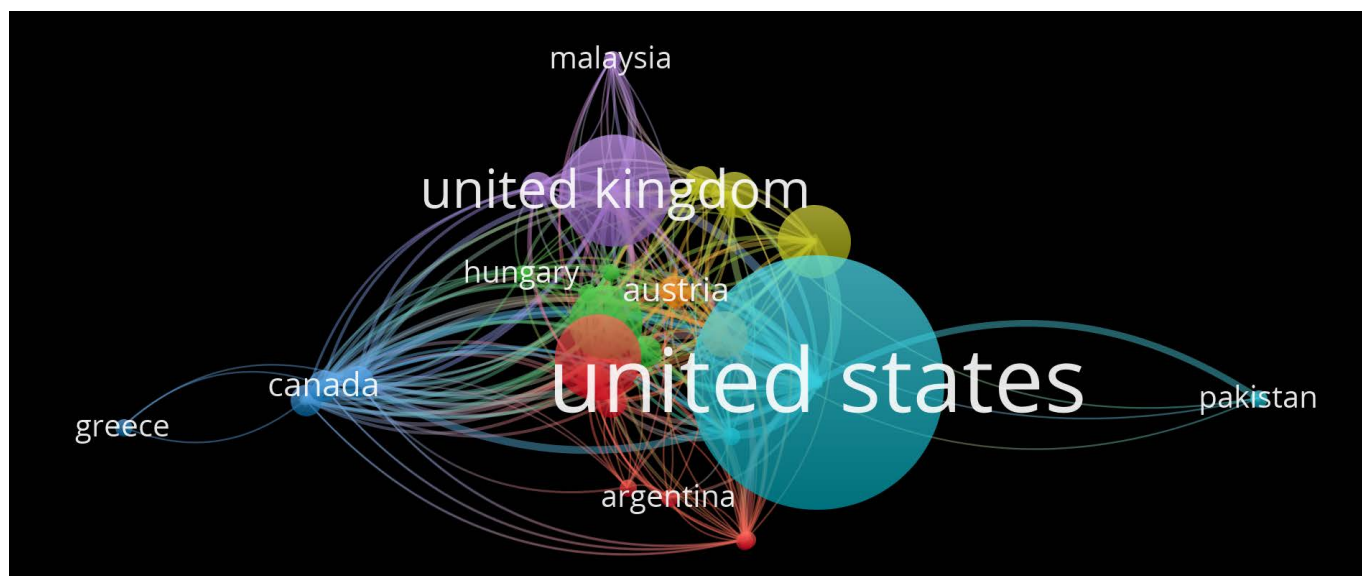 malaysia
united kingdom
hungary
austria
united states
canada
pakistan
greece
argentina